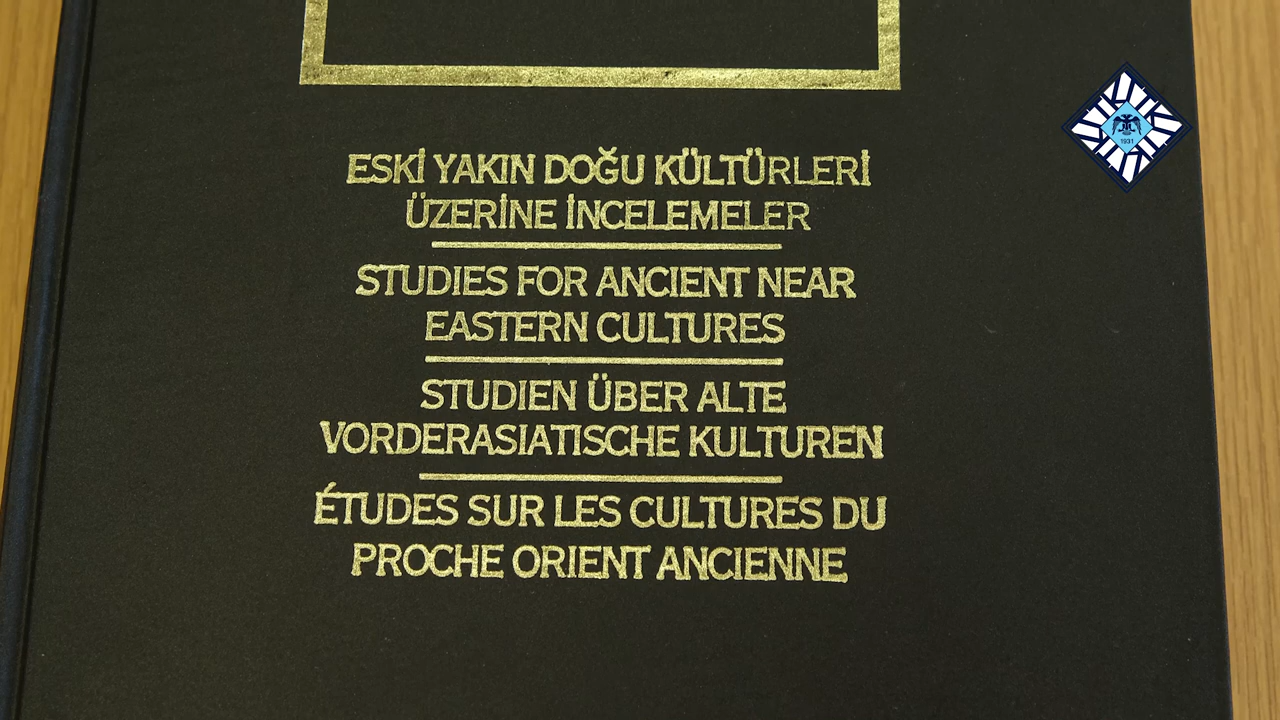 ESKİ YAKIN DOĞU KÜLTÜRLERİ
ÜZERİNE İNCELEMELER
STUDIES FOR ANCIENT NEAR
EASTERN CULTURES
STUDIEN ÜBER ALTE
VORDERASIATISCHE KULTUREN
ÉTUDES SUR LES CULTURES DU
PROCHE ORIENT ANCIENNE
1931